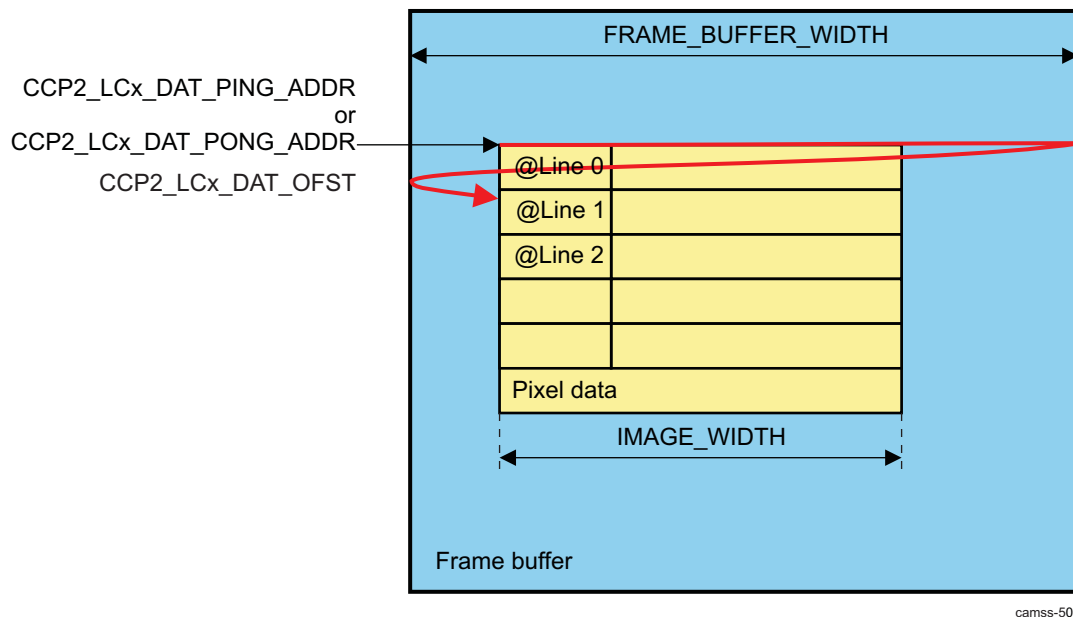 FRAME_BUFFER_WIDTH
CCP2_LCx_DAT_PING_ADDR
or
CCP2_LCx_DAT_PONG_ADDR
CCP2_LCx_DAT_OFST
@Line 0
@Line 1
@Line 2
Pixel data
IMAGE_WIDTH
Frame buffer
camss-50